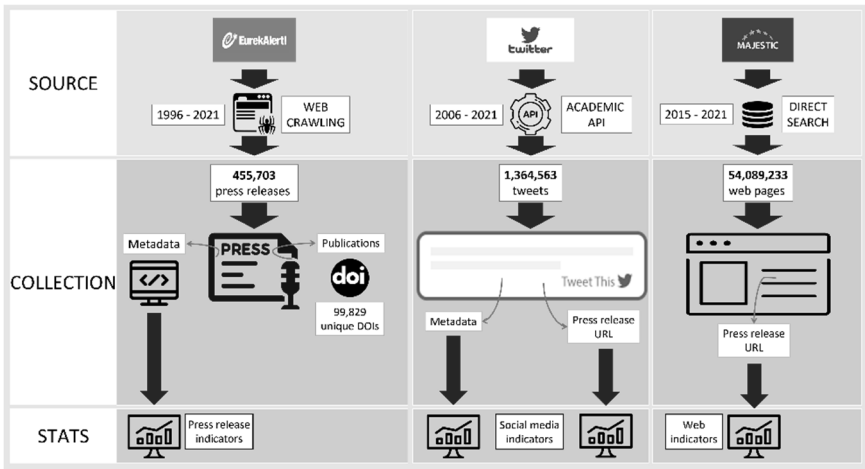 SOURCE
EurekAlert!
1996 - 2021
WEB
CRAWLING
twitter
2006 - 2021
API
ACADEMIC
API
MAJESTIC
2015 - 2021
DIRECT
SEARCH
COLLECTION
455,703
press releases
Metadata
PRESS
Publications
doi
99,829
unique DOIs
1,364,563
tweets
Tweet This
Metadata
Press release
URL
54,089,233
web pages
Press release
URL
STATS
Press release
indicators
Social media
indicators
Web
indicators